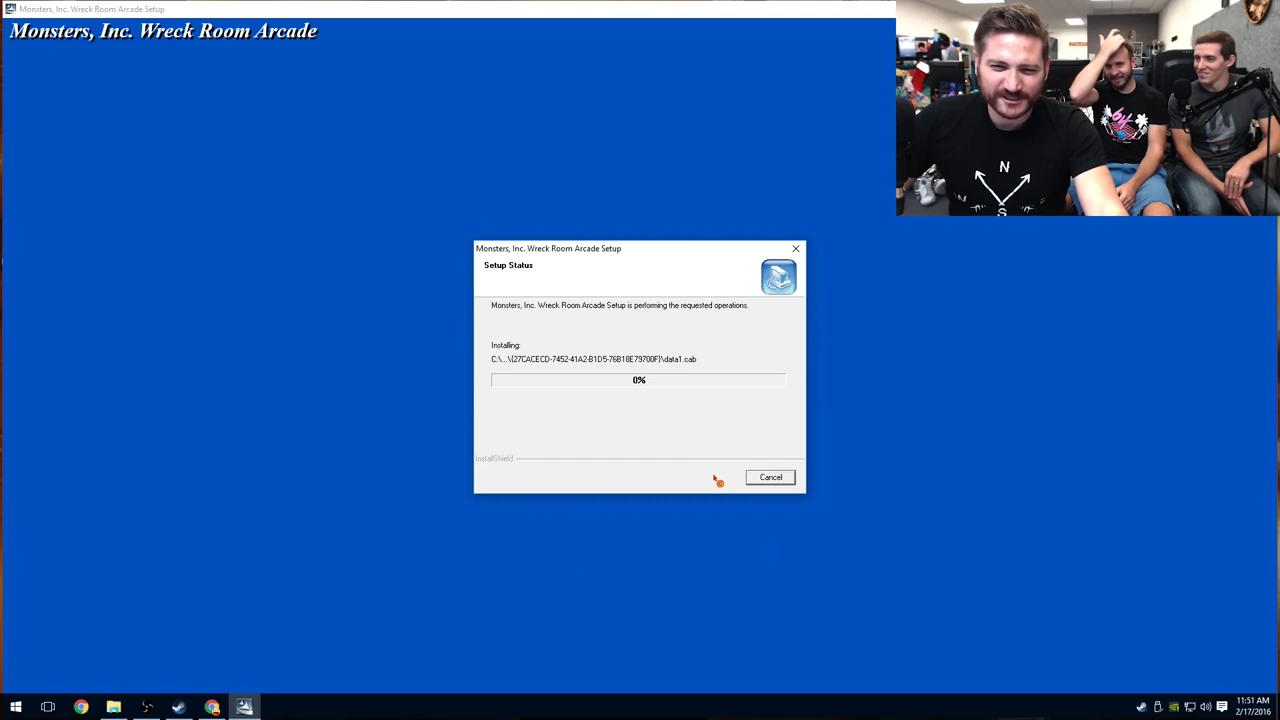 Monsters, Inc. Wreck Room Arcade
Monsters, Inc. Wreck Room Arcade
Monsters, Inc. Wreck Room Arcade Setup
Setup Status
Monsters, Inc. Wreck Room Arcade Setup is performing the requested operations.
Installing:
C:\...\{27CACECD-7452-41A2-B1D5-76B18E79700F}\data1.cab
0%
InstallShield
Cancel
N
S
11:51 AM
2/17/2016